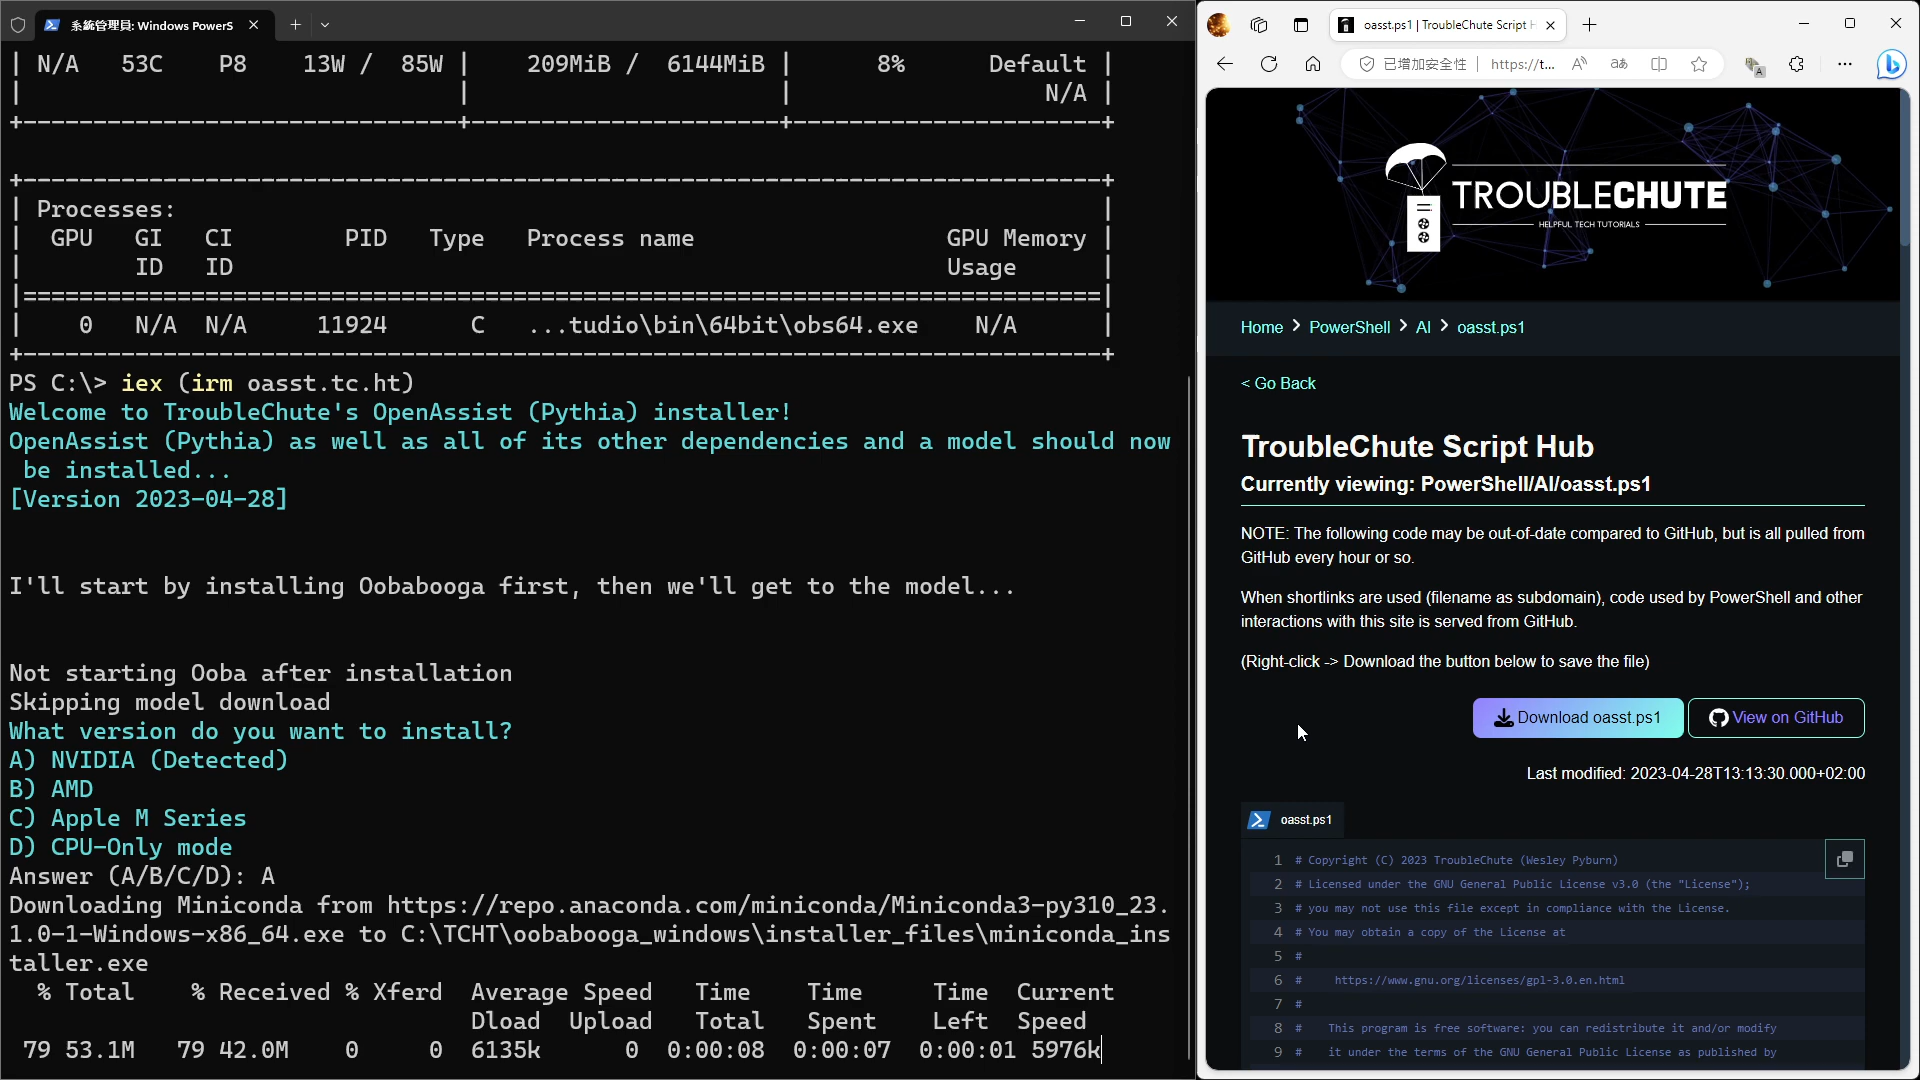 系統管理員: Windows PowerS
| N/A   53C    P8    13W /  85W |    209MiB /  6144MiB |      8%      Default |
|                               |                      |                  N/A |
+-------------------------------+----------------------+----------------------+
+-----------------------------------------------------------------------------+
| Processes:                                                                  |
|  GPU   GI   CI        PID   Type   Process name                  GPU Memory |
|        ID   ID                                                   Usage      |
|=============================================================================|
|    0   N/A  N/A     11924      C   ...tudio\bin\64bit\obs64.exe    N/A      |
+-----------------------------------------------------------------------------+
PS C:\> iex (irm oasst.tc.ht)
Welcome to TroubleChute's OpenAssist (Pythia) installer!
OpenAssist (Pythia) as well as all of its other dependencies and a model should now
be installed...
[Version 2023-04-28]
I'll start by installing Oobabooga first, then we'll get to the model...
Not starting Ooba after installation
Skipping model download
What version do you want to install?
A) NVIDIA (Detected)
B) AMD
C) Apple M Series
D) CPU-Only mode
Answer (A/B/C/D): A
Downloading Miniconda from https://repo.anaconda.com/miniconda/Miniconda3-py310_23.
1.0-1-Windows-x86_64.exe to C:\TCHT\oobabooga_windows\installer_files\miniconda_ins
taller.exe
  % Total    % Received % Xferd  Average Speed   Time    Time     Time  Current
                                 Dload  Upload   Total   Spent    Left  Speed
 79 53.1M   79 42.0M    0     0  6135k      0  0:00:08  0:00:07  0:00:01 5976k
oasst.ps1 | TroubleChute Script H
已增加安全性
https://t...
TROUBLECHUTE
HELPFUL TECH TUTORIALS
Home > PowerShell > AI > oasst.ps1
< Go Back
TroubleChute Script Hub
Currently viewing: PowerShell/AI/oasst.ps1
NOTE: The following code may be out-of-date compared to GitHub, but is all pulled from
GitHub every hour or so.
When shortlinks are used (filename as subdomain), code used by PowerShell and other
interactions with this site is served from GitHub.
(Right-click -> Download the button below to save the file)
Download oasst.ps1
View on GitHub
Last modified: 2023-04-28T13:13:30.000+02:00
oasst.ps1
1 # Copyright (C) 2023 TroubleChute (Wesley Pyburn)
2 # Licensed under the GNU General Public License v3.0 (the "License");
3 # you may not use this file except in compliance with the License.
4 # You may obtain a copy of the License at
5 #
6 #    https://www.gnu.org/licenses/gpl-3.0.en.html
7 #
8 #    This program is free software: you can redistribute it and/or modify
9 #    it under the terms of the GNU General Public License as published by